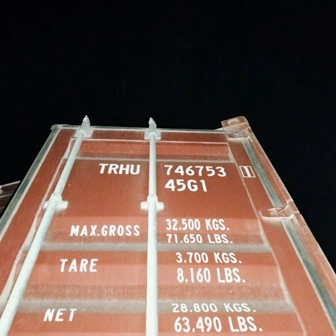 TRHU 746753 1
45G1
MAX.GROSS 32.500 KGS.
71.650 LBS.
TARE 3.700 KGS.
8.160 LBS.
NET 28.800 KGS.
63.490 LBS.